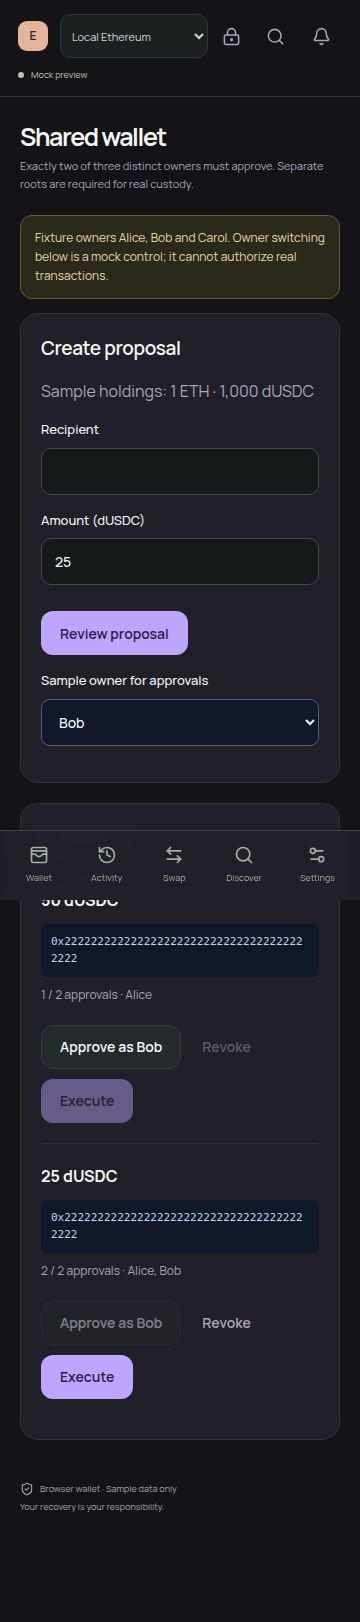 E
Local Ethereum
Mock preview
Shared wallet
Exactly two of three distinct owners must approve. Separate
roots are required for real custody.
Fixture owners Alice, Bob and Carol. Owner switching
below is a mock control; it cannot authorize real
transactions.
Create proposal
Sample holdings: 1 ETH · 1,000 dUSDC
Recipient
Amount (dUSDC)
25
Review proposal
Sample owner for approvals
Bob
Wallet
Activity
Swap
Discover
Settings
50 dUSDC
0x22222222222222222222222222222222222222
2222
1 / 2 approvals · Alice
Approve as Bob
Revoke
Execute
25 dUSDC
0x22222222222222222222222222222222222222
2222
2 / 2 approvals · Alice, Bob
Approve as Bob
Revoke
Execute
Browser wallet · Sample data only
Your recovery is your responsibility.